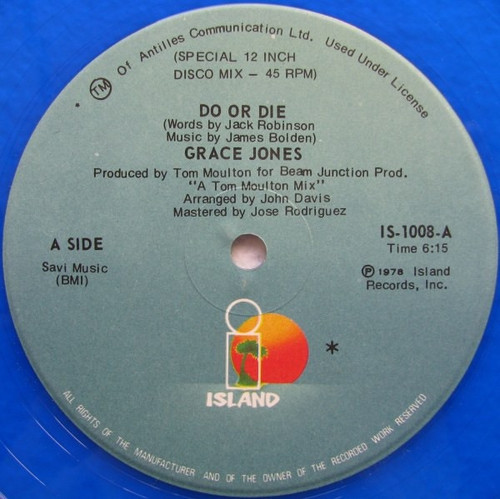 TM Of Antilles Communication Ltd. Used Under License
(SPECIAL 12 INCH
DISCO MIX – 45 RPM)
DO OR DIE
(Words by Jack Robinson
Music by James Bolden)
GRACE JONES
Produced by Tom Moulton for Beam Junction Prod.
"A Tom Moulton Mix"
Arranged by John Davis
Mastered by Jose Rodriguez
A SIDE
Savi Music
(BMI)
IS-1008-A
Time 6:15
℗ 1978 Island
Records, Inc.
*
ISLAND
ALL RIGHTS OF THE MANUFACTURER AND OF THE OWNER OF THE RECORDED WORK RESERVED